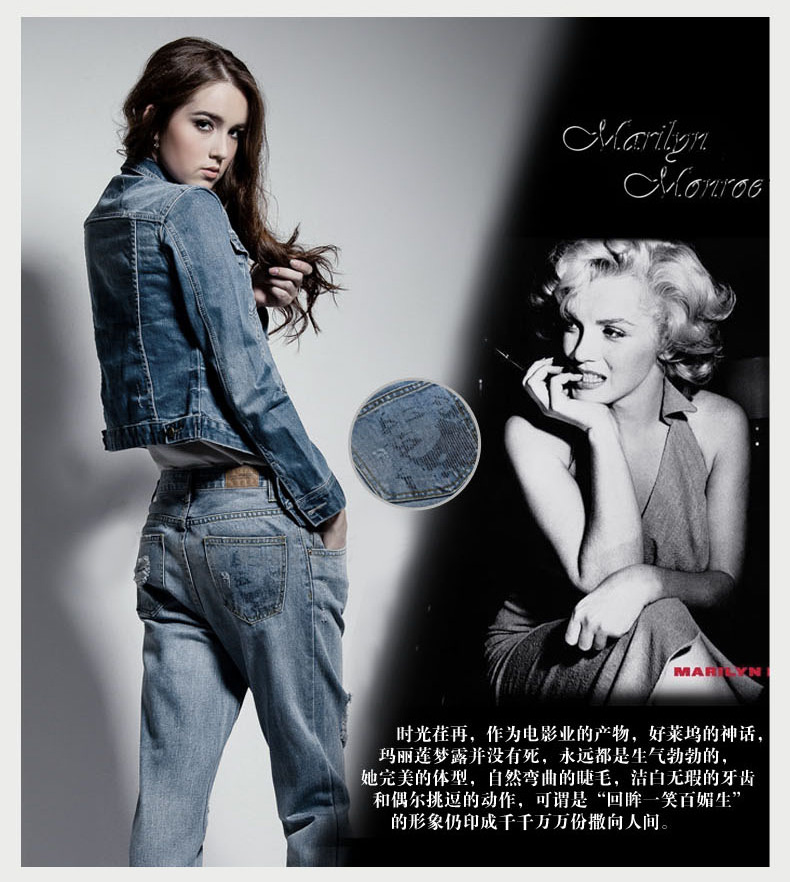 Marilyn
Monroe
MARILYN
时光荏苒，作为电影业的产物，好莱坞的神话，
玛丽莲梦露并没有死，永远都是生气勃勃的，
她完美的体型，自然弯曲的睫毛，洁白无瑕的牙齿
和偶尔挑逗的动作，可谓是“回眸一笑百媚生”
的形象仍印成千千万万份撒向人间。